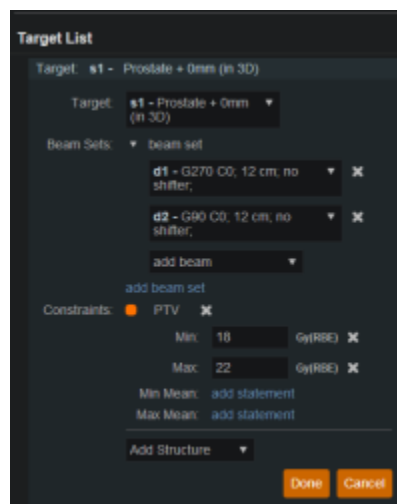 Target List
Target: s1 - Prostate + 0mm (in 3D)
Target: s1 - Prostate + 0mm
(in 3D)
Beam Sets: beam set
d1 - G270 C0; 12 cm; no
shifter;
d2 - G90 C0; 12 cm; no
shifter;
add beam
add beam set
Constraints: PTV
Min: 18 Gy(RBE)
Max: 22 Gy(RBE)
Min Mean: add statement
Max Mean: add statement
Add Structure
Done Cancel